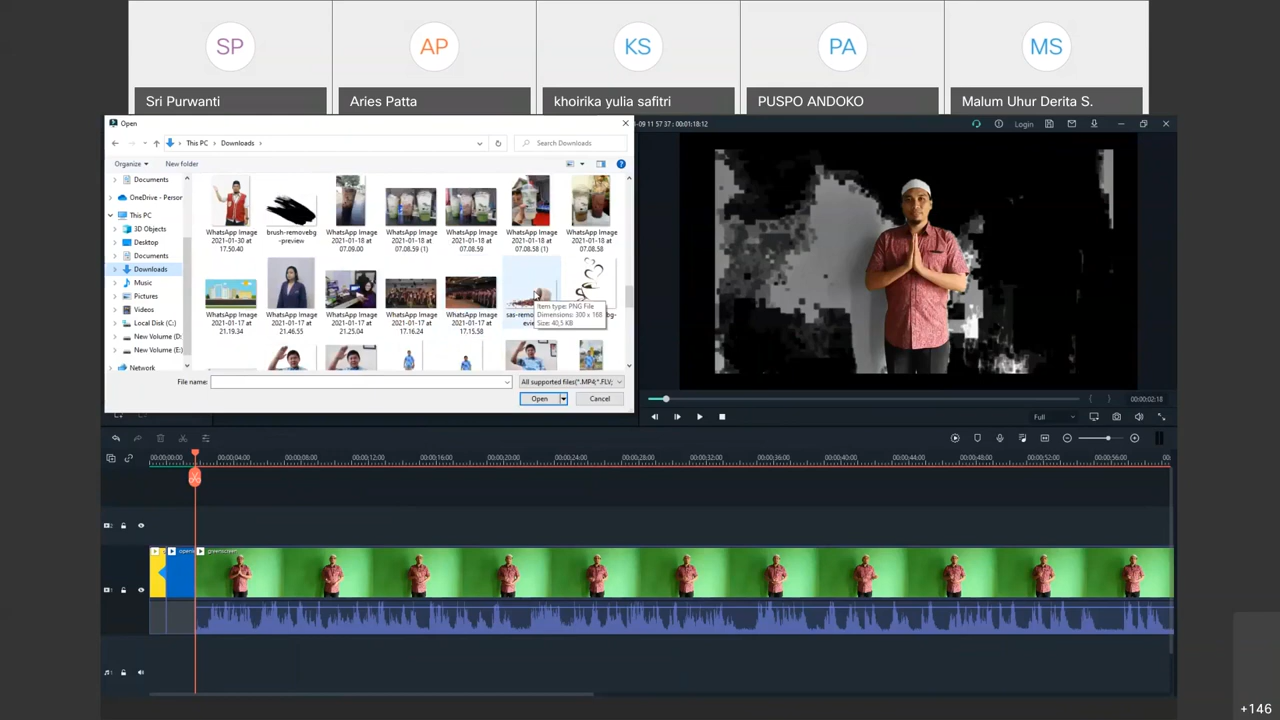 SP
AP
KS
PA
MS
Sri Purwanti
Aries Patta
khoirika yulia safitri
PUSPO ANDOKO
Malum Uhur Derita S.
Open
-09 11 57 37 : 00:01:18:12
Login
This PC
Downloads
Search Downloads
Organize
New folder
Documents
OneDrive - Person
This PC
3D Objects
Desktop
Documents
Downloads
Music
Pictures
Videos
Local Disk (C:)
New Volume (D:
New Volume (E:)
Network
WhatsApp Image 2021-01-30 at 17.50.40
brush-removebg-preview
WhatsApp Image 2021-01-18 at 07.09.00
WhatsApp Image 2021-01-18 at 07.08.59 (1)
WhatsApp Image 2021-01-18 at 07.08.59
WhatsApp Image 2021-01-18 at 07.08.58 (1)
WhatsApp Image 2021-01-18 at 07.08.58
WhatsApp Image 2021-01-17 at 21.19.34
WhatsApp Image 2021-01-17 at 21.46.55
WhatsApp Image 2021-01-17 at 21.25.04
WhatsApp Image 2021-01-17 at 17.16.24
WhatsApp Image 2021-01-17 at 17.15.58
Item type: PNG File
Dimensions: 300 x 168
Size: 40,5 KB
File name:
All supported files(*.MP4;*.FLV;
Open
Cancel
00:00:02:18
Full
00:00:00:00
00:00:04:00
00:00:08:00
00:00:12:00
00:00:16:00
00:00:20:00
00:00:24:00
00:00:28:00
00:00:32:00
00:00:36:00
00:00:40:00
00:00:44:00
00:00:48:00
00:00:52:00
00:00:56:00
greenscreen
+146